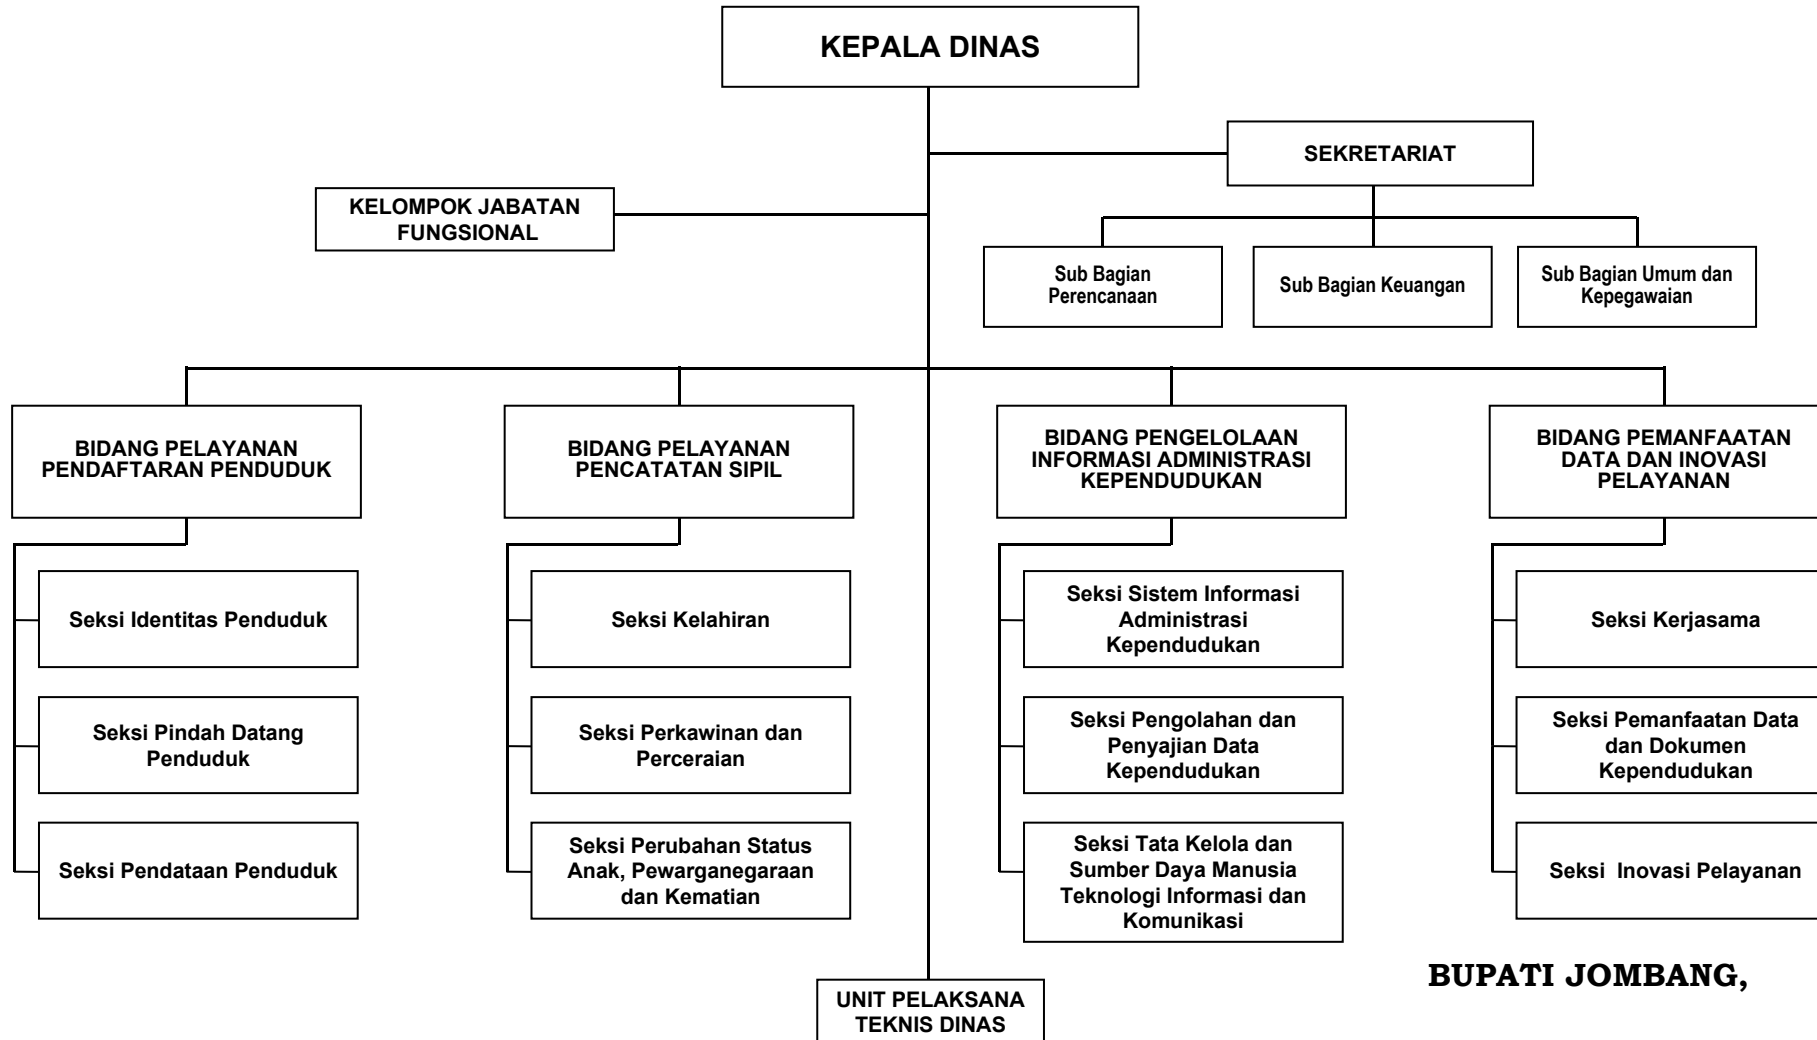 KEPALA DINAS
SEKRETARIAT
KELOMPOK JABATAN
FUNGSIONAL
Sub Bagian
Perencanaan
Sub Bagian Keuangan
Sub Bagian Umum dan
Kepegawaian
BIDANG PELAYANAN
PENDAFTARAN PENDUDUK
BIDANG PELAYANAN
PENCATATAN SIPIL
BIDANG PENGELOLAAN
INFORMASI ADMINISTRASI
KEPENDUDUKAN
BIDANG PEMANFAATAN
DATA DAN INOVASI
PELAYANAN
Seksi Identitas Penduduk
Seksi Kelahiran
Seksi Sistem Informasi
Administrasi
Kependudukan
Seksi Kerjasama
Seksi Pindah Datang
Penduduk
Seksi Perkawinan dan
Perceraian
Seksi Pengolahan dan
Penyajian Data
Kependudukan
Seksi Pemanfaatan Data
dan Dokumen
Kependudukan
Seksi Pendataan Penduduk
Seksi Perubahan Status
Anak, Pewarganegaraan
dan Kematian
Seksi Tata Kelola dan
Sumber Daya Manusia
Teknologi Informasi dan
Komunikasi
Seksi  Inovasi Pelayanan
BUPATI JOMBANG,
UNIT PELAKSANA
TEKNIS DINAS